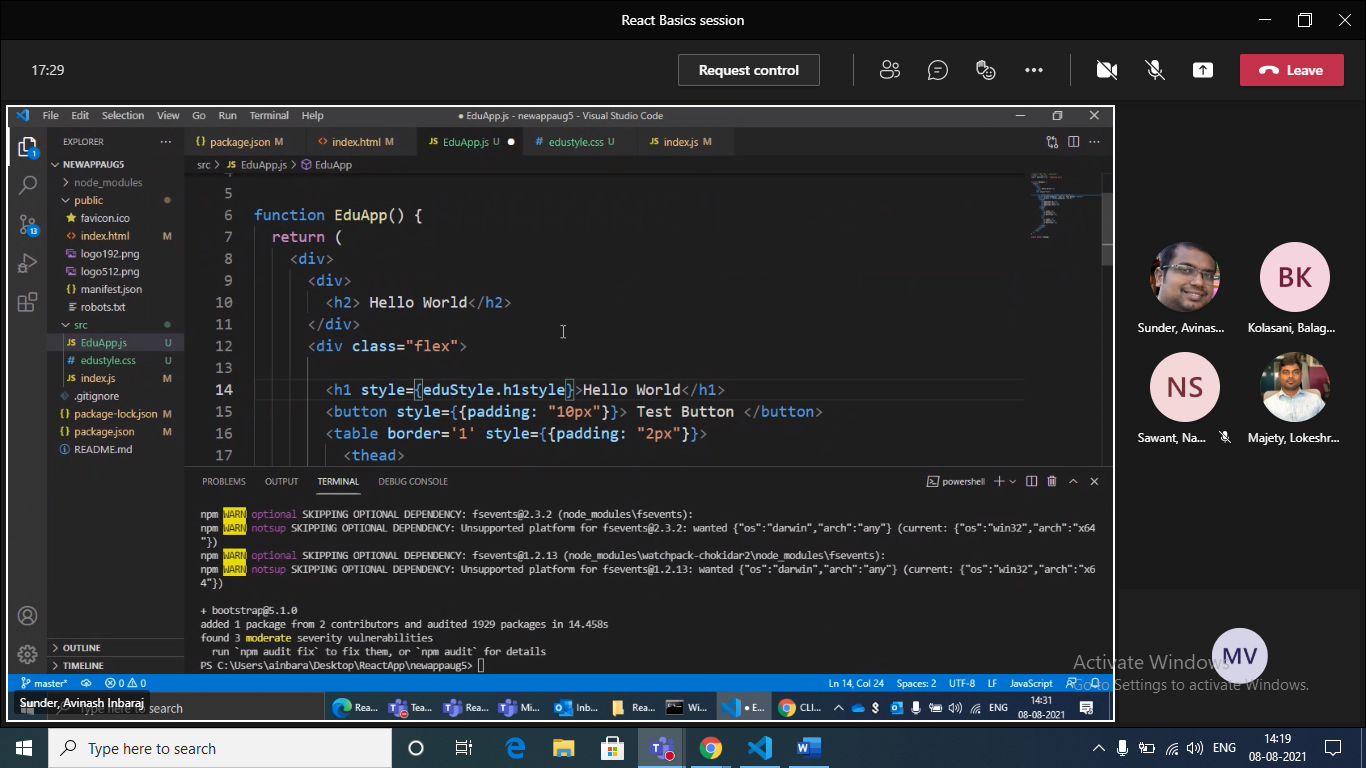 React Basics session
17:29
Request control
Leave
File Edit Selection View Go Run Terminal Help
● EduApp.js - newappaug5 - Visual Studio Code
EXPLORER
NEWAPPAUG5
node_modules
public
favicon.ico
index.html M
logo192.png
logo512.png
manifest.json
robots.txt
src
EduApp.js U
edustyle.css U
index.js M
.gitignore
package-lock.json M
package.json M
README.md
OUTLINE
TIMELINE
package.json M index.html M EduApp.js U edustyle.css U index.js M
src > JS EduApp.js > EduApp
5
6 function EduApp() {
7 return (
8 <div>
9 <div>
10 <h2> Hello World</h2>
11 </div>
12 <div class="flex">
13
14 <h1 style={eduStyle.h1style}>Hello World</h1>
15 <button style={{padding: "10px"}}> Test Button </button>
16 <table border='1' style={{padding: "2px"}}>
17 <thead>
PROBLEMS OUTPUT TERMINAL DEBUG CONSOLE
powershell
npm WARN optional SKIPPING OPTIONAL DEPENDENCY: fsevents@2.3.2 (node_modules\fsevents):
npm WARN notsup SKIPPING OPTIONAL DEPENDENCY: Unsupported platform for fsevents@2.3.2: wanted {"os":"darwin","arch":"any"} (current: {"os":"win32","arch":"x64
"})
npm WARN optional SKIPPING OPTIONAL DEPENDENCY: fsevents@1.2.13 (node_modules\watchpack-chokidar2\node_modules\fsevents):
npm WARN notsup SKIPPING OPTIONAL DEPENDENCY: Unsupported platform for fsevents@1.2.13: wanted {"os":"darwin","arch":"any"} (current: {"os":"win32","arch":"x6
4"})
+ bootstrap@5.1.0
added 1 package from 2 contributors and audited 1929 packages in 14.458s
found 3 moderate severity vulnerabilities
run `npm audit fix` to fix them, or `npm audit` for details
PS C:\Users\ainbara\Desktop\ReactApp\newappaug5>
master* 0 0
Ln 14, Col 24 Spaces: 2 UTF-8 LF JavaScript
Sunder, Avinash Inbaraj
Type here to search
Rea... Tea... Rea... Mi... Inb... Rea... Wi... E... CLI...
ENG
14:31
08-08-2021
Sunder, Avinas...
BK
Kolasani, Balag...
NS
Sawant, Na...
Majety, Lokeshr...
MV
Activate Windows
Go to Settings to activate Windows.
Type here to search
ENG
14:19
08-08-2021